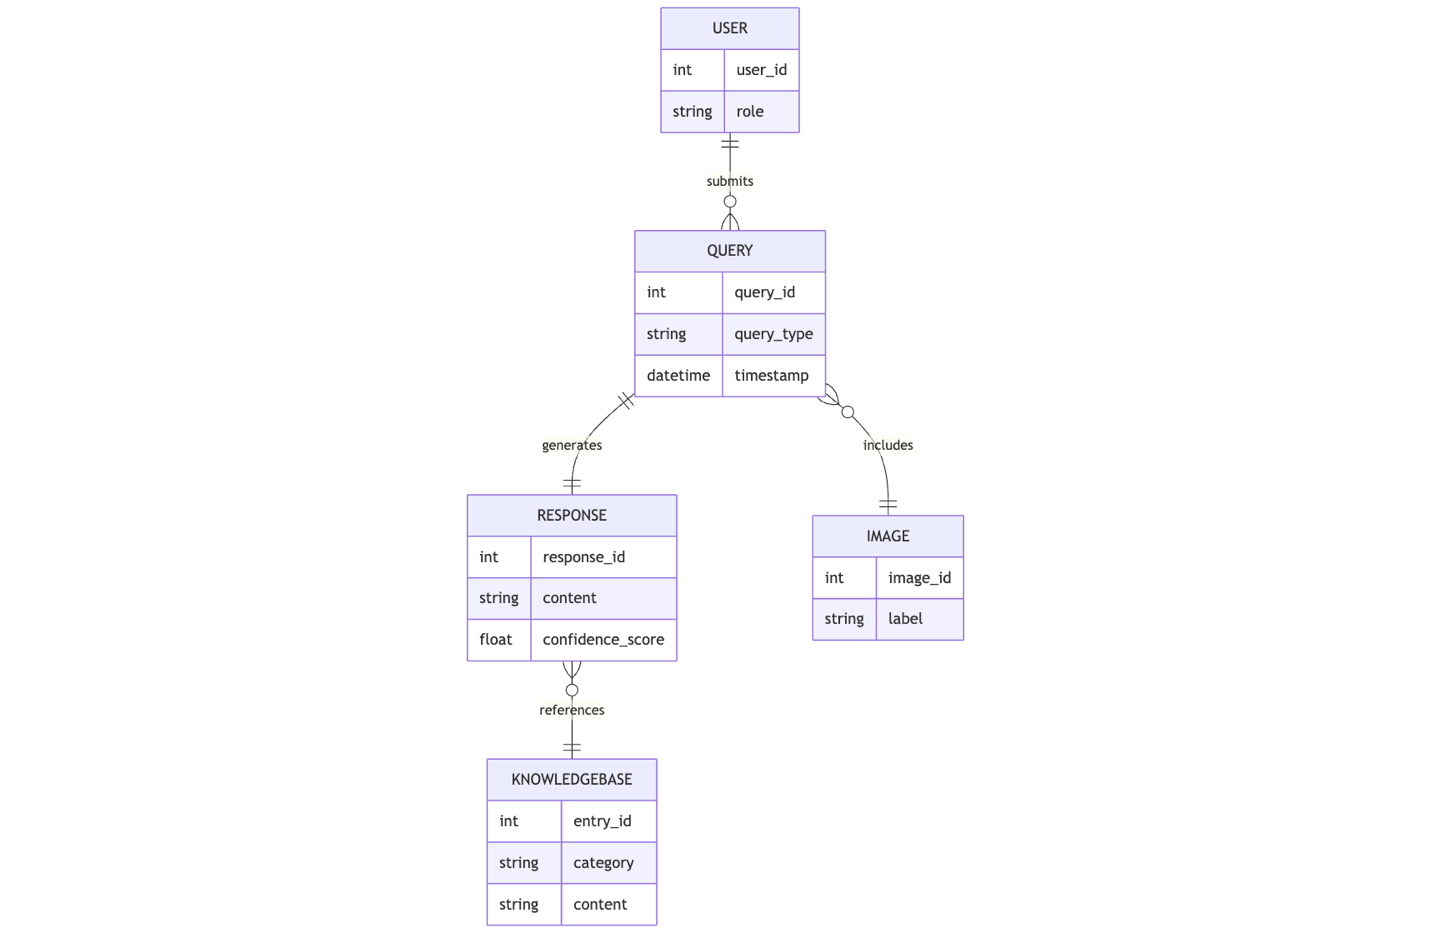 USER
int user_id
string role
submits
QUERY
int query_id
string query_type
datetime timestamp
generates
includes
RESPONSE
int response_id
string content
float confidence_score
IMAGE
int image_id
string label
references
KNOWLEDGEBASE
int entry_id
string category
string content